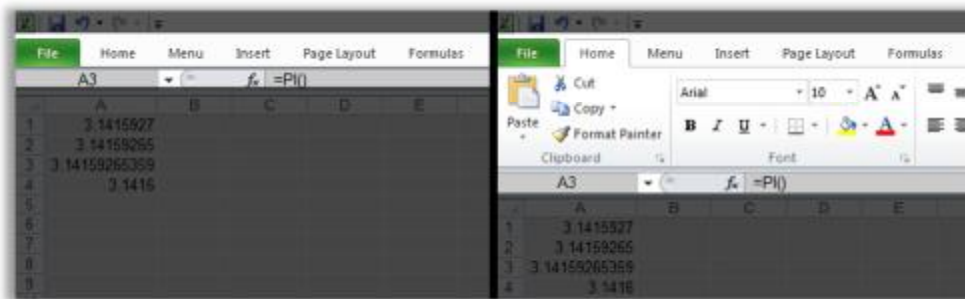 File Home Menu Insert Page Layout Formulas
A3 fx =PI()
A B C D E
1 3.1415927
2 3.14159265
3 3.14159265359
4 3.1416
5
6
7
8
9
File Home Menu Insert Page Layout Formulas
Cut
Copy
Paste
Format Painter
Arial 10 A A
B I U A
Clipboard Font
A3 fx =PI()
A B C D E
1 3.1415927
2 3.14159265
3 3.14159265359
4 3.1416